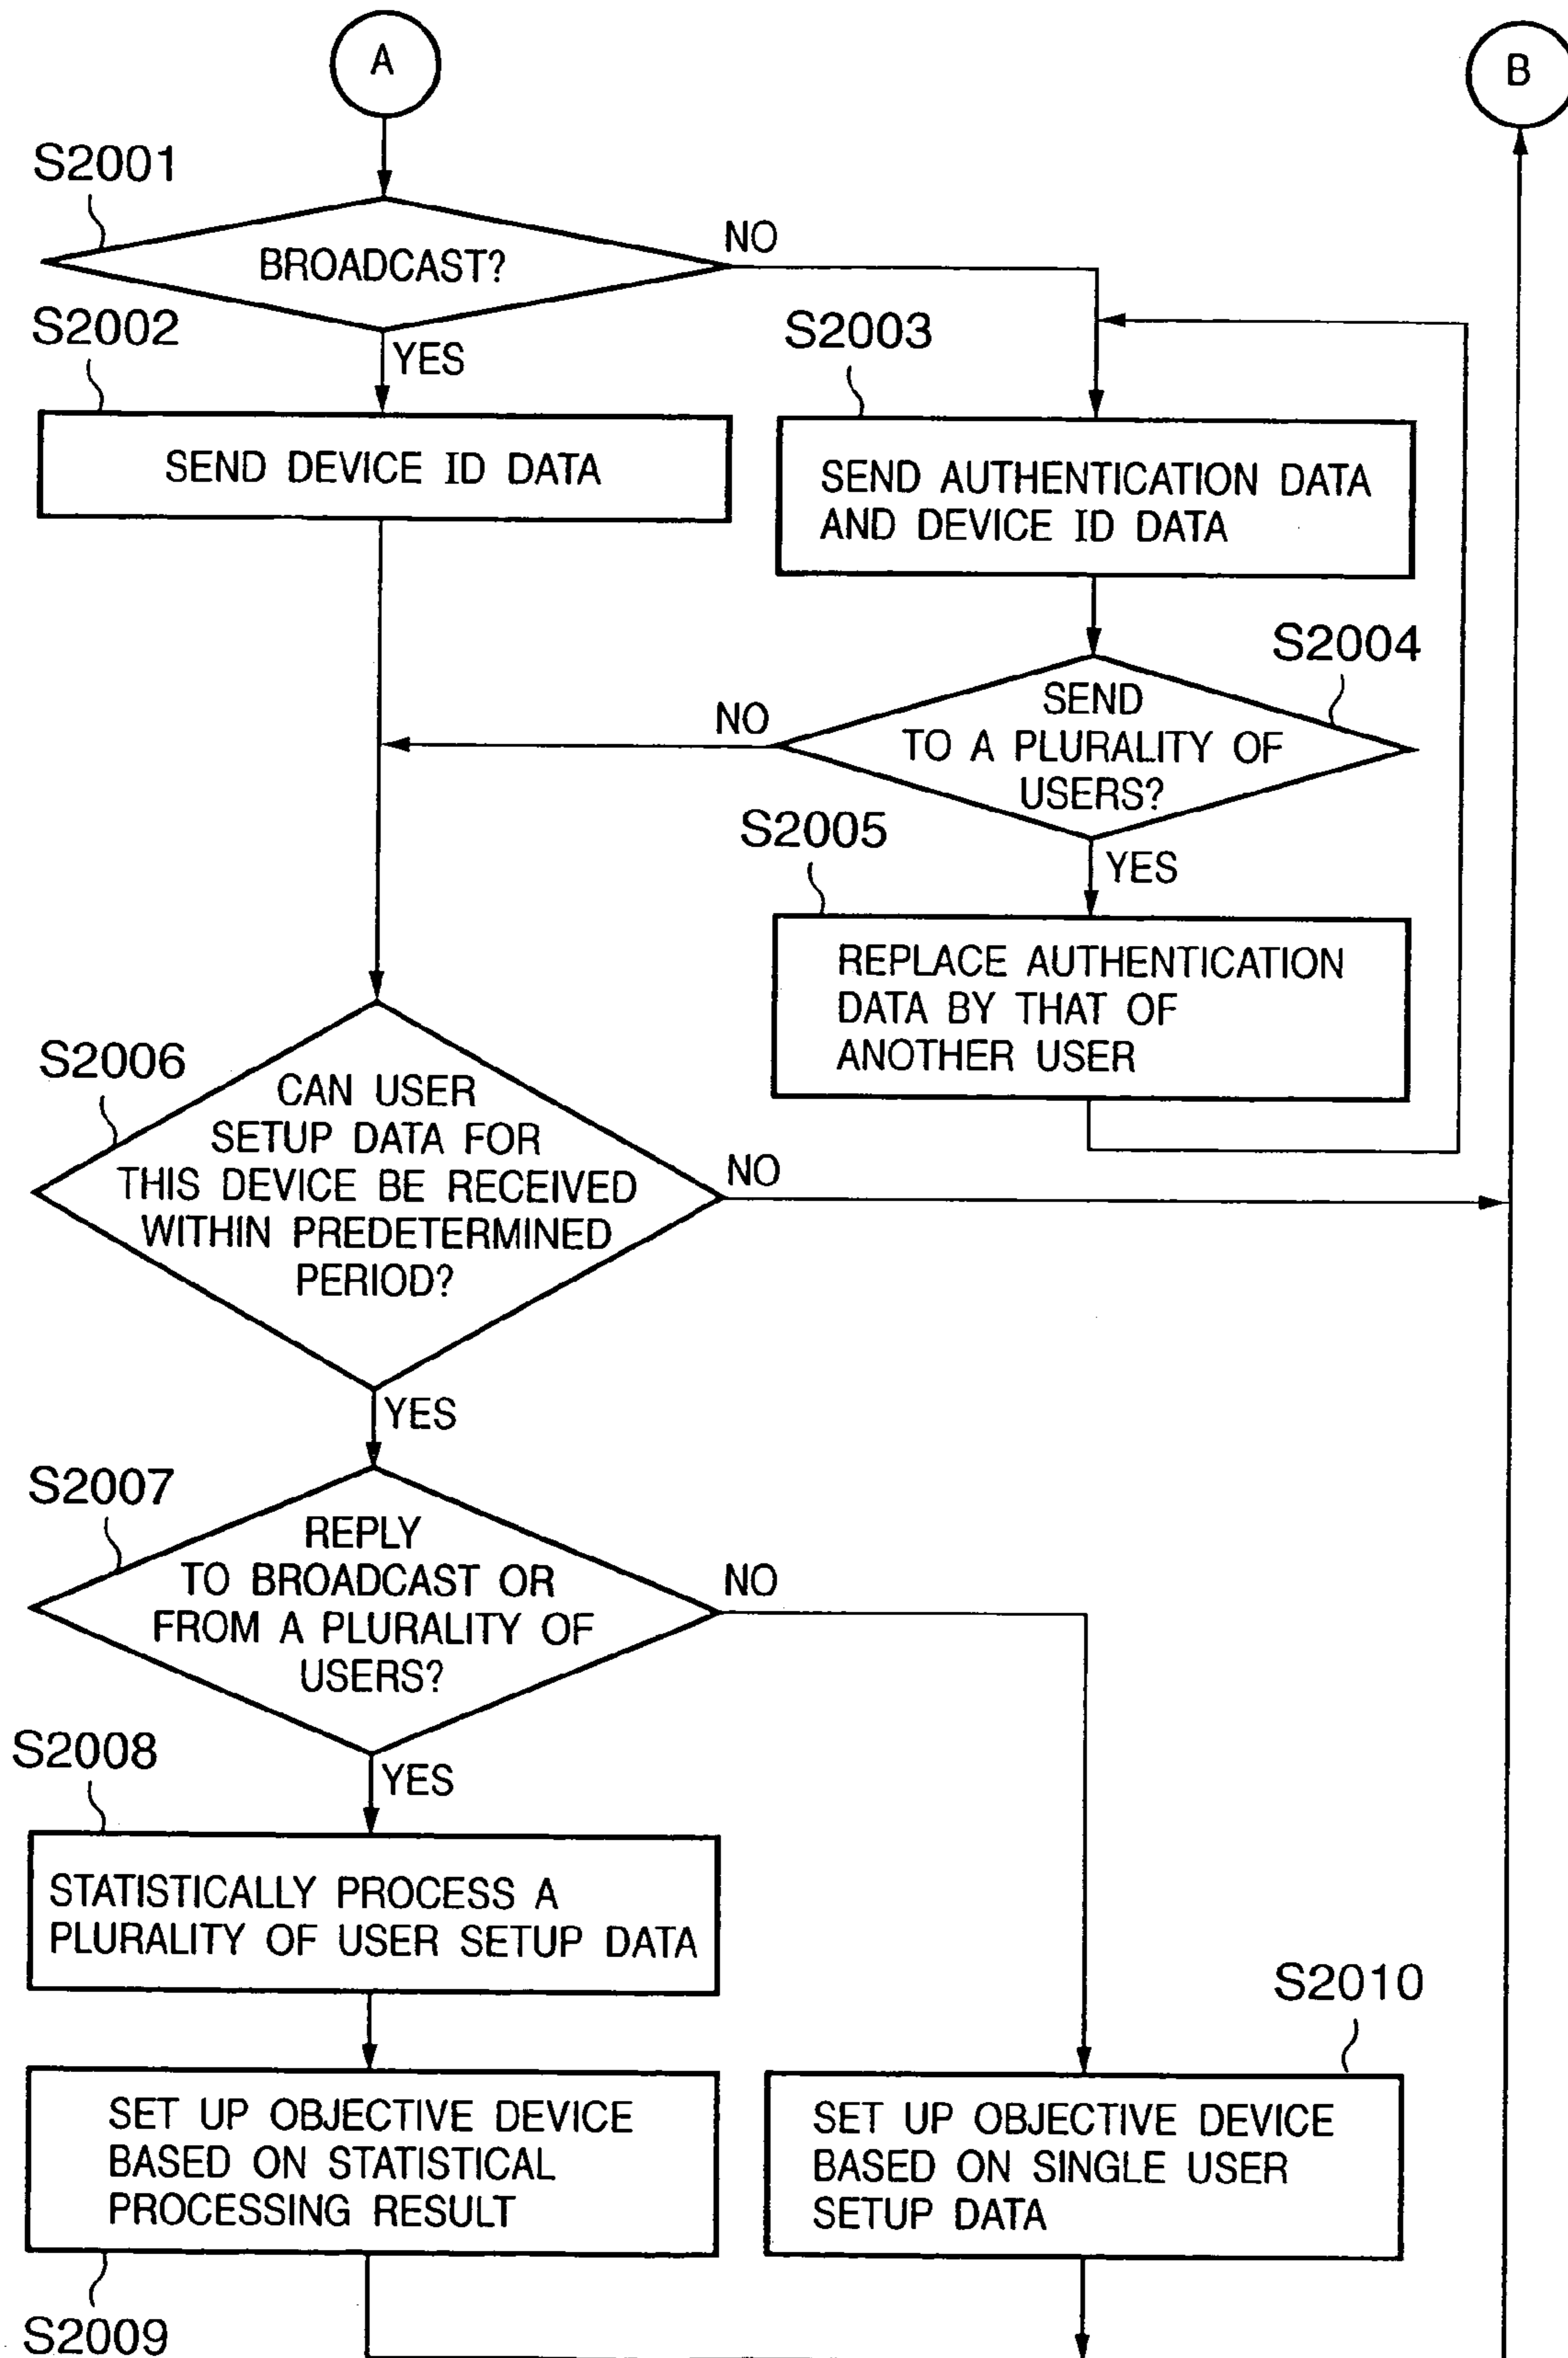 A
B
S2001
BROADCAST?
NO
S2002
YES
S2003
SEND DEVICE ID DATA
SEND AUTHENTICATION DATA
AND DEVICE ID DATA
S2004
SEND
TO A PLURALITY OF
USERS?
NO
S2005
YES
REPLACE AUTHENTICATION
DATA BY THAT OF
ANOTHER USER
S2006
CAN USER
SETUP DATA FOR
THIS DEVICE BE RECEIVED
WITHIN PREDETERMINED
PERIOD?
NO
YES
S2007
REPLY
TO BROADCAST OR
FROM A PLURALITY OF
USERS?
NO
S2008
YES
STATISTICALLY PROCESS A
PLURALITY OF USER SETUP DATA
S2010
SET UP OBJECTIVE DEVICE
BASED ON STATISTICAL
PROCESSING RESULT
SET UP OBJECTIVE DEVICE
BASED ON SINGLE USER
SETUP DATA
S2009